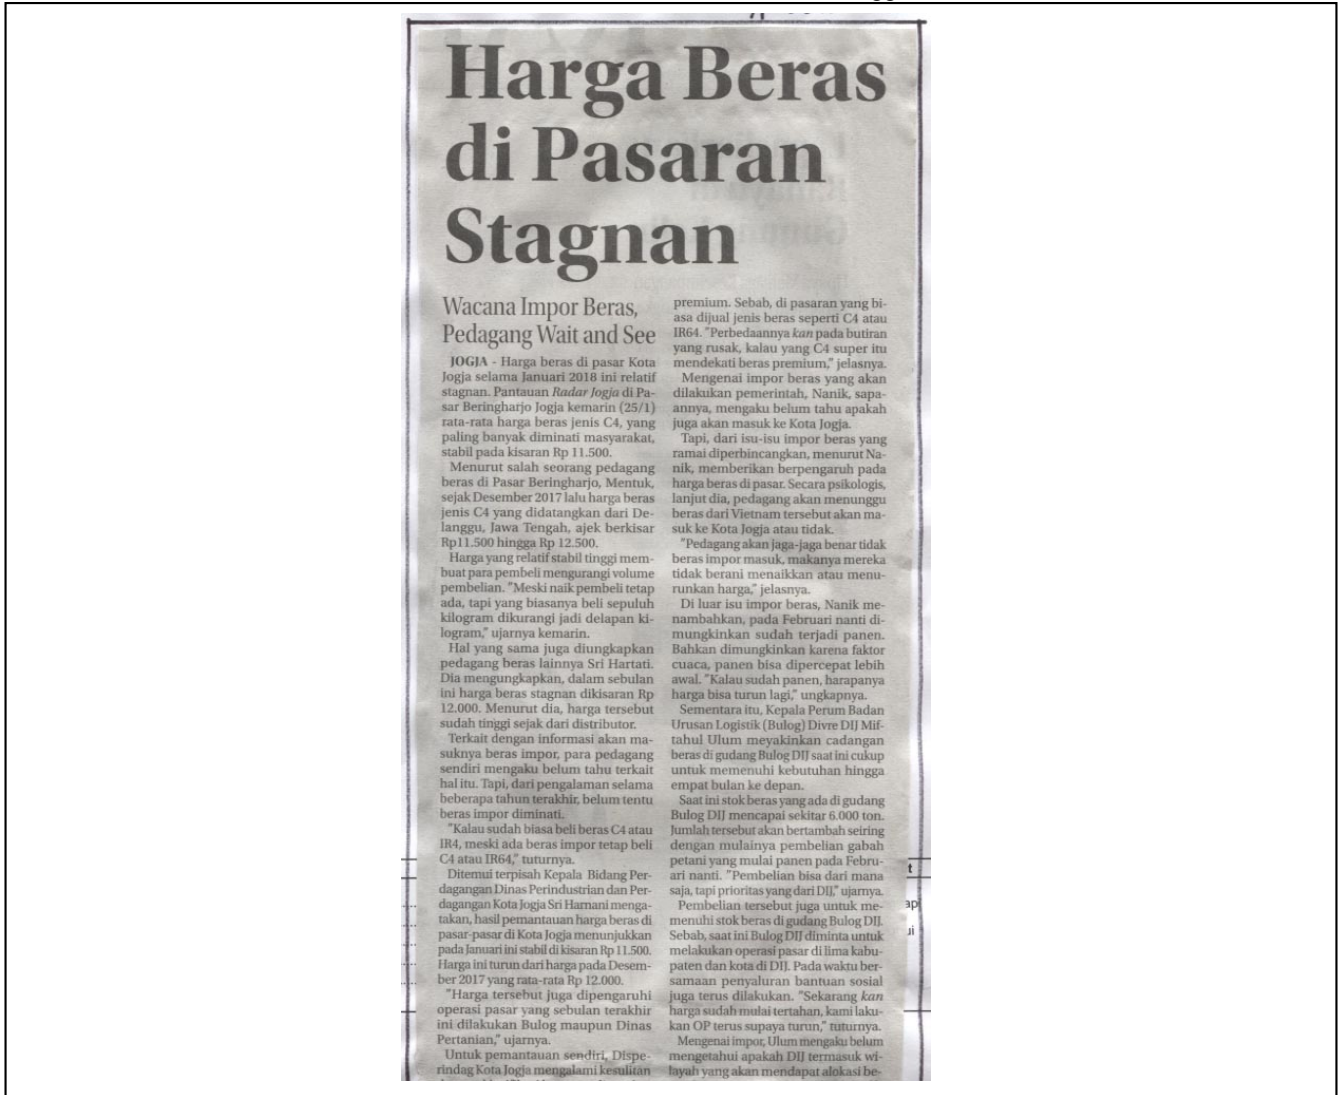 Harga Beras
di Pasaran
Stagnan
Wacana Impor Beras,
Pedagang Wait and See
JOGJA - Harga beras di pasar Kota
Jogja selama Januari 2018 ini relatif
stagnan. Pantauan Radar Jogja di Pa-
sar Beringharjo Jogja kemarin (25/1)
rata-rata harga beras jenis C4, yang
paling banyak diminati masyarakat,
stabil pada kisaran Rp 11.500.
Menurut salah seorang pedagang
beras di Pasar Beringharjo, Mentuk,
sejak Desember 2017 lalu harga beras
jenis C4 yang didatangkan dari De-
langgu, Jawa Tengah, ajek berkisar
Rp11.500 hingga Rp 12.500.
Harga yang relatif stabil tinggi mem-
buat para pembeli mengurangi volume
pembelian. "Meski naik pembeli tetap
ada, tapi yang biasanya beli sepuluh
kilogram dikurangi jadi delapan ki-
logram," ujarnya kemarin.
Hal yang sama juga diungkapkan
pedagang beras lainnya Sri Hartati.
Dia mengungkapkan, dalam sebulan
ini harga beras stagnan dikisaran Rp
12.000. Menurut dia, harga tersebut
sudah tinggi sejak dari distributor.
Terkait dengan informasi akan ma-
suknya beras impor, para pedagang
sendiri mengaku belum tahu terkait
hal itu. Tapi, dari pengalaman selama
beberapa tahun terakhir, belum tentu
beras impor diminati.
"Kalau sudah biasa beli beras C4 atau
IR4, meski ada beras impor tetap beli
C4 atau IR64," tuturnya.
Ditemui terpisah Kepala Bidang Per-
dagangan Dinas Perindustrian dan Per-
dagangan Kota Jogja Sri Harnani menga-
takan, hasil pemantauan harga beras di
pasar-pasar di Kota Jogja menunjukkan
pada Januari ini stabil di kisaran Rp 11.500.
Harga ini turun dari harga pada Desem-
ber 2017 yang rata-rata Rp 12.000.
"Harga tersebut juga dipengaruhi
operasi pasar yang sebulan terakhir
ini dilakukan Bulog maupun Dinas
Pertanian," ujarnya.
Untuk pemantauan sendiri, Dispe-
rindag Kota Jogja mengalami kesulitan
premium. Sebab, di pasaran yang bi-
asa dijual jenis beras seperti C4 atau
IR64. "Perbedaannya kan pada butiran
yang rusak, kalau yang C4 super itu
mendekati beras premium," jelasnya.
Mengenai impor beras yang akan
dilakukan pemerintah, Nanik, sapa-
annya, mengaku belum tahu apakah
juga akan masuk ke Kota Jogja.
Tapi, dari isu-isu impor beras yang
ramai diperbincangkan, menurut Na-
nik, memberikan berpengaruh pada
harga beras di pasar. Secara psikologis,
lanjut dia, pedagang akan menunggu
beras dari Vietnam tersebut akan ma-
suk ke Kota Jogja atau tidak.
"Pedagang akan jaga-jaga benar tidak
beras impor masuk, makanya mereka
tidak berani menaikkan atau menu-
runkan harga," jelasnya.
Di luar isu impor beras, Nanik me-
nambahkan, pada Februari nanti di-
mungkinkan sudah terjadi panen.
Bahkan dimungkinkan karena faktor
cuaca, panen bisa dipercepat lebih
awal. "Kalau sudah panen, harapanya
harga bisa turun lagi," ungkapnya.
Sementara itu, Kepala Perum Badan
Urusan Logistik (Bulog) Divre DIJ Mif-
tahul Ulum meyakinkan cadangan
beras di gudang Bulog DIJ saat ini cukup
untuk memenuhi kebutuhan hingga
empat bulan ke depan.
Saat ini stok beras yang ada di gudang
Bulog DIJ mencapai sekitar 6.000 ton.
Jumlah tersebut akan bertambah seiring
dengan mulainya pembelian gabah
petani yang mulai panen pada Febru-
ari nanti. "Pembelian bisa dari mana
saja, tapi prioritas yang dari DIJ," ujarnya.
Pembelian tersebut juga untuk me-
menuhi stok beras di gudang Bulog DIJ.
Sebab, saat ini Bulog DIJ diminta untuk
melakukan operasi pasar di lima kabu-
paten dan kota di DIJ. Pada waktu ber-
samaan penyaluran bantuan sosial
juga terus dilakukan. "Sekarang kan
harga sudah mulai tertahan, kami laku-
kan OP terus supaya turun," tuturnya.
Mengenai impor, Ulum mengaku belum
mengetahui apakah DIJ termasuk wi-
layah yang akan mendapat alokasi be-